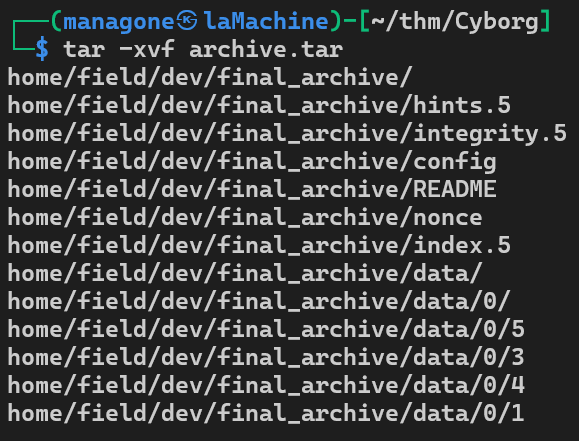 ┌──(managone㉿laMachine)-[~/thm/Cyborg]
└─$ tar -xvf archive.tar
home/field/dev/final_archive/
home/field/dev/final_archive/hints.5
home/field/dev/final_archive/integrity.5
home/field/dev/final_archive/config
home/field/dev/final_archive/README
home/field/dev/final_archive/nonce
home/field/dev/final_archive/index.5
home/field/dev/final_archive/data/
home/field/dev/final_archive/data/0/
home/field/dev/final_archive/data/0/5
home/field/dev/final_archive/data/0/3
home/field/dev/final_archive/data/0/4
home/field/dev/final_archive/data/0/1